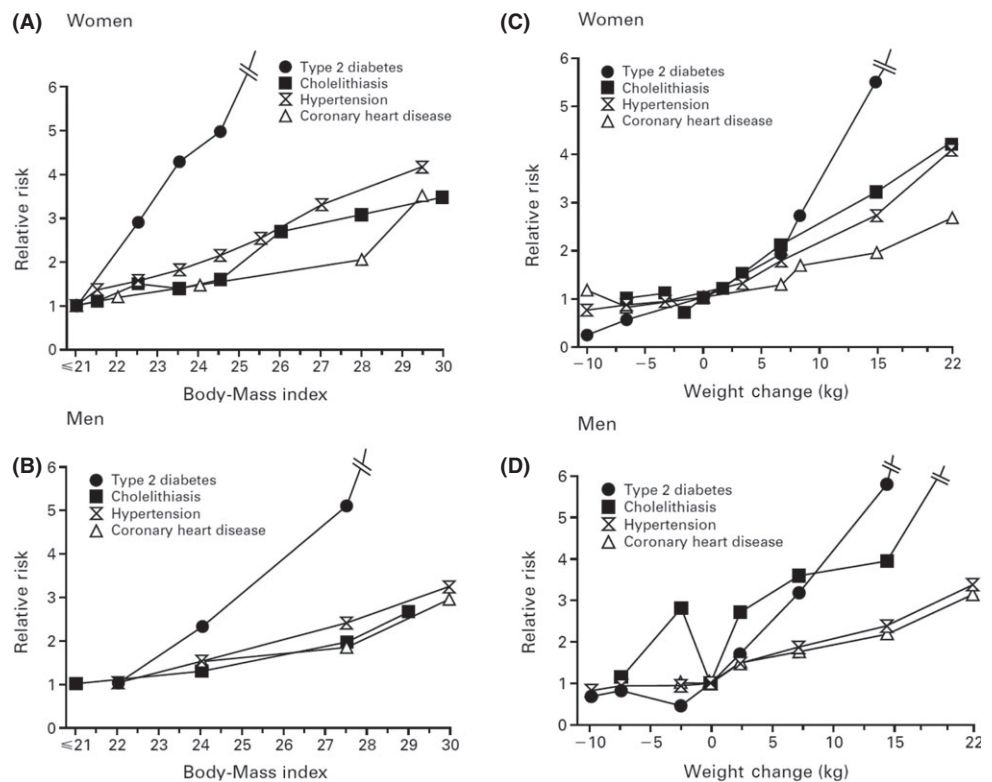 (A)
Women
Type 2 diabetes
Cholelithiasis
Hypertension
Coronary heart disease
6
5
4
3
2
1
0
Relative risk
≤21 22 23 24 25 26 27 28 29 30
Body-Mass index
(C)
Women
Type 2 diabetes
Cholelithiasis
Hypertension
Coronary heart disease
6
5
4
3
2
1
0
Relative risk
−10 −5 0 5 10 15 22
Weight change (kg)
(B)
Men
Type 2 diabetes
Cholelithiasis
Hypertension
Coronary heart disease
6
5
4
3
2
1
0
Relative risk
≤21 22 24 25 26 27 28 29 30
Body-Mass index
(D)
Men
Type 2 diabetes
Cholelithiasis
Hypertension
Coronary heart disease
6
5
4
3
2
1
0
Relative risk
−10 −5 0 5 10 15 22
Weight change (kg)